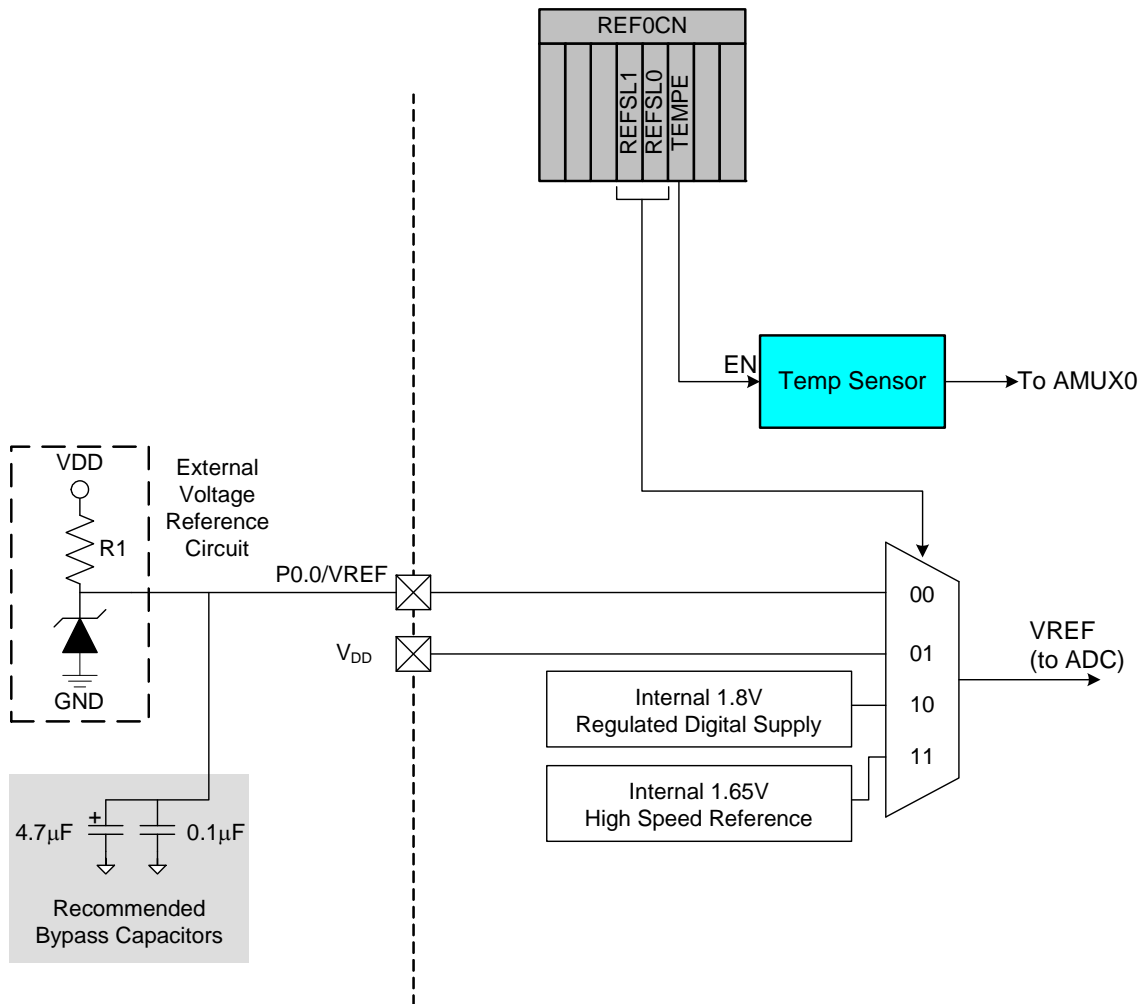 REF0CN
REFSL1
REFSL0
TEMPE
EN
Temp Sensor
To AMUX0
VDD
R1
GND
External
Voltage
Reference
Circuit
P0.0/VREF
VDD
00
01
10
11
VREF
(to ADC)
Internal 1.8V
Regulated Digital Supply
Internal 1.65V
High Speed Reference
4.7μF
+
0.1μF
Recommended
Bypass Capacitors